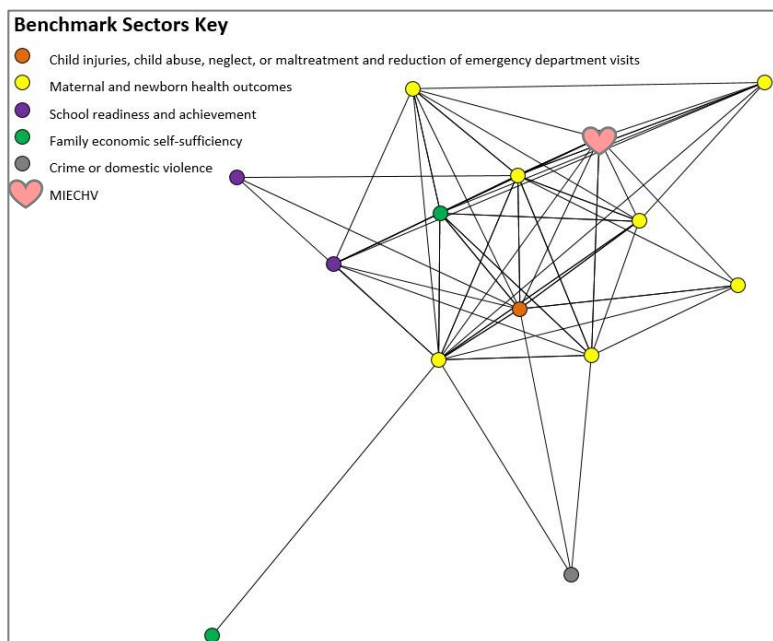 Benchmark Sectors Key
Child injuries, child abuse, neglect, or maltreatment and reduction of emergency department visits
Maternal and newborn health outcomes
School readiness and achievement
Family economic self-sufficiency
Crime or domestic violence
MIECHV